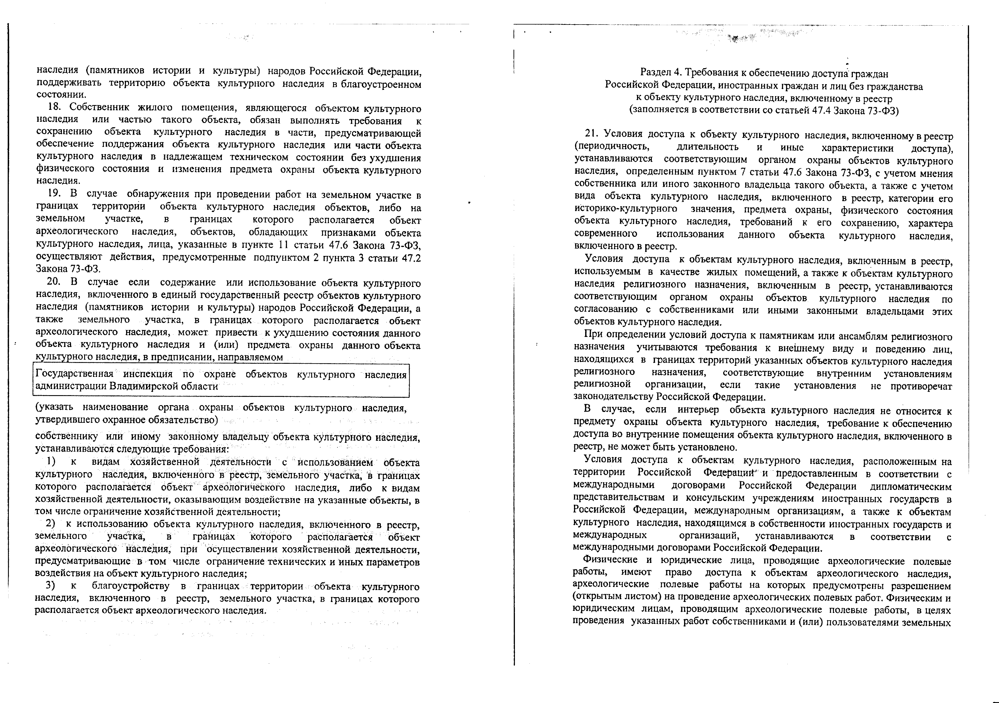 наследия (памятников истории и культуры) народов Российской Федерации,
поддерживать территорию объекта культурного наследия в благоустроенном
состоянии.
18. Собственник жилого помещения, являющегося объектом культурного
наследия или частью такого объекта, обязан выполнять требования к
сохранению объекта культурного наследия в части, предусматривающей
обеспечение поддержания объекта культурного наследия или части объекта
культурного наследия в надлежащем техническом состоянии без ухудшения
физического состояния и изменения предмета охраны объекта культурного
наследия.
19. В случае обнаружения при проведении работ на земельном участке в
границах территории объекта культурного наследия объектов, либо на
земельном участке, в границах которого располагается объект
археологического наследия, объектов, обладающих признаками объекта
культурного наследия, лица, указанные в пункте 11 статьи 47.6 Закона 73-ФЗ,
осуществляют действия, предусмотренные подпунктом 2 пункта 3 статьи 47.2
Закона 73-ФЗ.
20. В случае если содержание или использование объекта культурного
наследия, включенного в единый государственный реестр объектов культурного
наследия (памятников истории и культуры) народов Российской Федерации, а
также земельного участка, в границах которого располагается объект
археологического наследия, может привести к ухудшению состояния данного
объекта культурного наследия и (или) предмета охраны данного объекта
культурного наследия, в предписании, направляемом
Государственная инспекция по охране объектов культурного наследия
администрации Владимирской области
(указать наименование органа охраны объектов культурного наследия,
утвердившего охранное обязательство)
собственнику или иному законному владельцу объекта культурного наследия,
устанавливаются следующие требования:
1) к видам хозяйственной деятельности с использованием объекта
культурного наследия, включенного в реестр, земельного участка, в границах
которого располагается объект археологического наследия, либо к видам
хозяйственной деятельности, оказывающим воздействие на указанные объекты, в
том числе ограничение хозяйственной деятельности;
2) к использованию объекта культурного наследия, включенного в реестр,
земельного участка, в границах которого располагается объект
археологического наследия, при осуществлении хозяйственной деятельности,
предусматривающие в том числе ограничение технических и иных параметров
воздействия на объект культурного наследия;
3) к благоустройству в границах территории объекта культурного
наследия, включенного в реестр, земельного участка, в границах которого
располагается объект археологического наследия.
Раздел 4. Требования к обеспечению доступа граждан
Российской Федерации, иностранных граждан и лиц без гражданства
к объекту культурного наследия, включенному в реестр
(заполняется в соответствии со статьей 47.4 Закона 73-ФЗ)
21. Условия доступа к объекту культурного наследия, включенному в реестр
(периодичность, длительность и иные характеристики доступа),
устанавливаются соответствующим органом охраны объектов культурного
наследия, определенным пунктом 7 статьи 47.6 Закона 73-ФЗ, с учетом мнения
собственника или иного законного владельца такого объекта, а также с учетом
вида объекта культурного наследия, включенного в реестр, категории его
историко-культурного значения, предмета охраны, физического состояния
объекта культурного наследия, требований к его сохранению, характера
современного использования данного объекта культурного наследия,
включенного в реестр.
Условия доступа к объектам культурного наследия, включенным в реестр,
используемым в качестве жилых помещений, а также к объектам культурного
наследия религиозного назначения, включенным в реестр, устанавливаются
соответствующим органом охраны объектов культурного наследия по
согласованию с собственниками или иными законными владельцами этих
объектов культурного наследия.
При определении условий доступа к памятникам или ансамблям религиозного
назначения учитываются требования к внешнему виду и поведению лиц,
находящихся в границах территорий указанных объектов культурного наследия
религиозного назначения, соответствующие внутренним установлениям
религиозной организации, если такие установления не противоречат
законодательству Российской Федерации.
В случае, если интерьер объекта культурного наследия не относится к
предмету охраны объекта культурного наследия, требование к обеспечению
доступа во внутренние помещения объекта культурного наследия, включенного в
реестр, не может быть установлено.
Условия доступа к объектам культурного наследия, расположенным на
территории Российской Федерации и предоставленным в соответствии с
международными договорами Российской Федерации дипломатическим
представительствам и консульским учреждениям иностранных государств в
Российской Федерации, международным организациям, а также к объектам
культурного наследия, находящимся в собственности иностранных государств и
международных организаций, устанавливаются в соответствии с
международными договорами Российской Федерации.
Физические и юридические лица, проводящие археологические полевые
работы, имеют право доступа к объектам археологического наследия,
археологические полевые работы на которых предусмотрены разрешением
(открытым листом) на проведение археологических полевых работ. Физическим и
юридическим лицам, проводящим археологические полевые работы, в целях
проведения указанных работ собственниками и (или) пользователями земельных